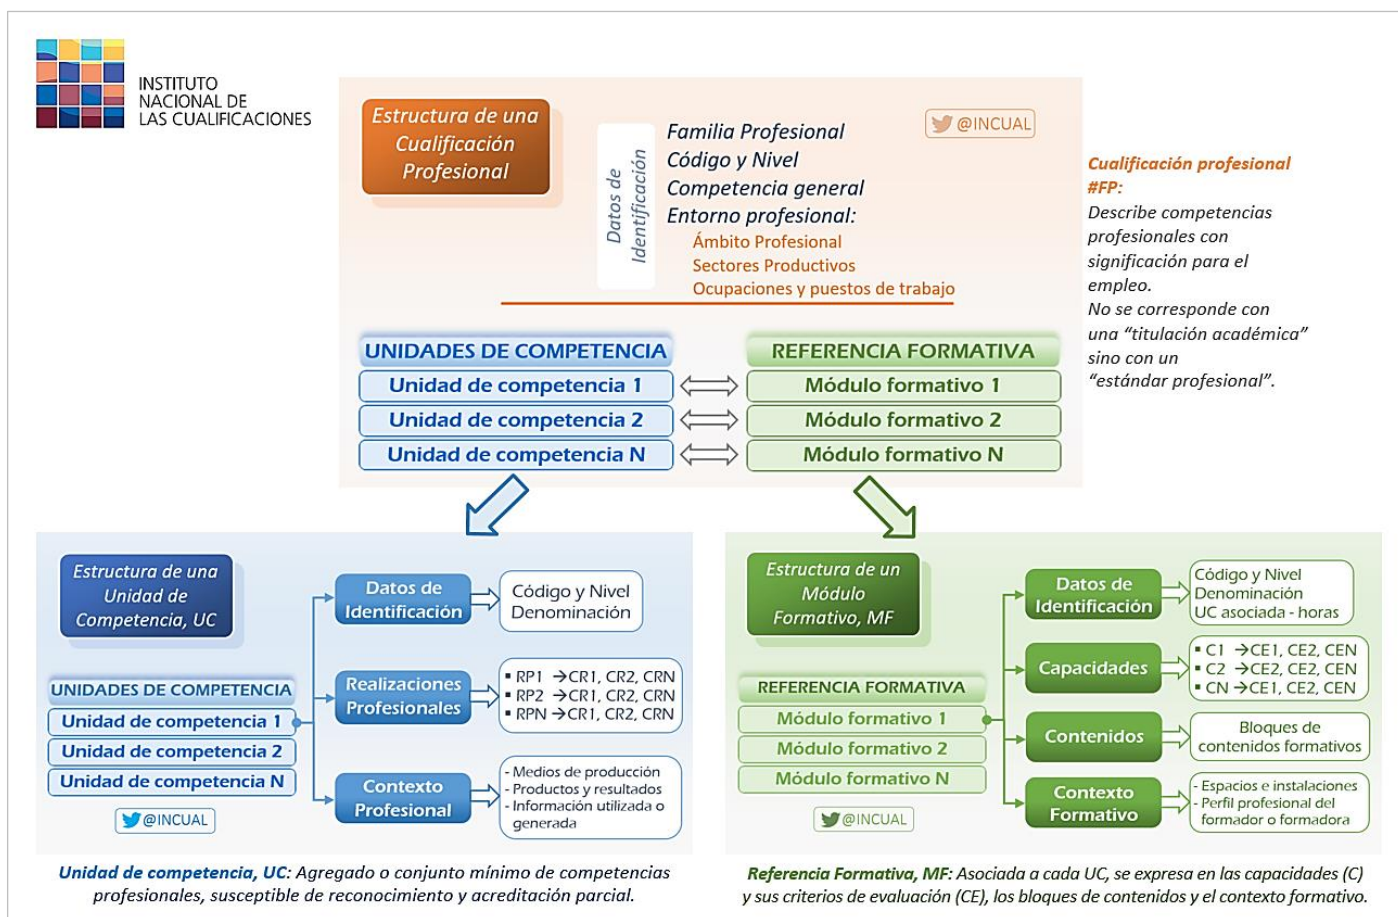 INSTITUTO
NACIONAL DE
LAS CUALIFICACIONES
Estructura de una
Cualificación
Profesional
Datos de
Identificación
Familia Profesional
Código y Nivel
Competencia general
Entorno profesional:
Ámbito Profesional
Sectores Productivos
Ocupaciones y puestos de trabajo
@INCUAL
Cualificación profesional
#FP:
Describe competencias
profesionales con
significación para el
empleo.
No se corresponde con
una “titulación académica”
sino con un
“estándar profesional”.
UNIDADES DE COMPETENCIA
Unidad de competencia 1
Unidad de competencia 2
Unidad de competencia N
REFERENCIA FORMATIVA
Módulo formativo 1
Módulo formativo 2
Módulo formativo N
Estructura de una
Unidad de
Competencia, UC
UNIDADES DE COMPETENCIA
Unidad de competencia 1
Unidad de competencia 2
Unidad de competencia N
@INCUAL
Datos de
Identificación
Código y Nivel
Denominación
Realizaciones
Profesionales
▪ RP1 →CR1, CR2, CRN
▪ RP2 →CR1, CR2, CRN
▪ RPN →CR1, CR2, CRN
Contexto
Profesional
- Medios de producción
- Productos y resultados
- Información utilizada o
generada
Unidad de competencia, UC: Agregado o conjunto mínimo de competencias
profesionales, susceptible de reconocimiento y acreditación parcial.
Estructura de un
Módulo
Formativo, MF
REFERENCIA FORMATIVA
Módulo formativo 1
Módulo formativo 2
Módulo formativo N
@INCUAL
Datos de
Identificación
Código y Nivel
Denominación
UC asociada - horas
Capacidades
▪ C1 →CE1, CE2, CEN
▪ C2 →CE2, CE2, CEN
▪ CN →CE1, CE2, CEN
Contenidos
Bloques de
contenidos formativos
Contexto
Formativo
- Espacios e instalaciones
- Perfil profesional del
formador o formadora
Referencia Formativa, MF: Asociada a cada UC, se expresa en las capacidades (C)
y sus criterios de evaluación (CE), los bloques de contenidos y el contexto formativo.